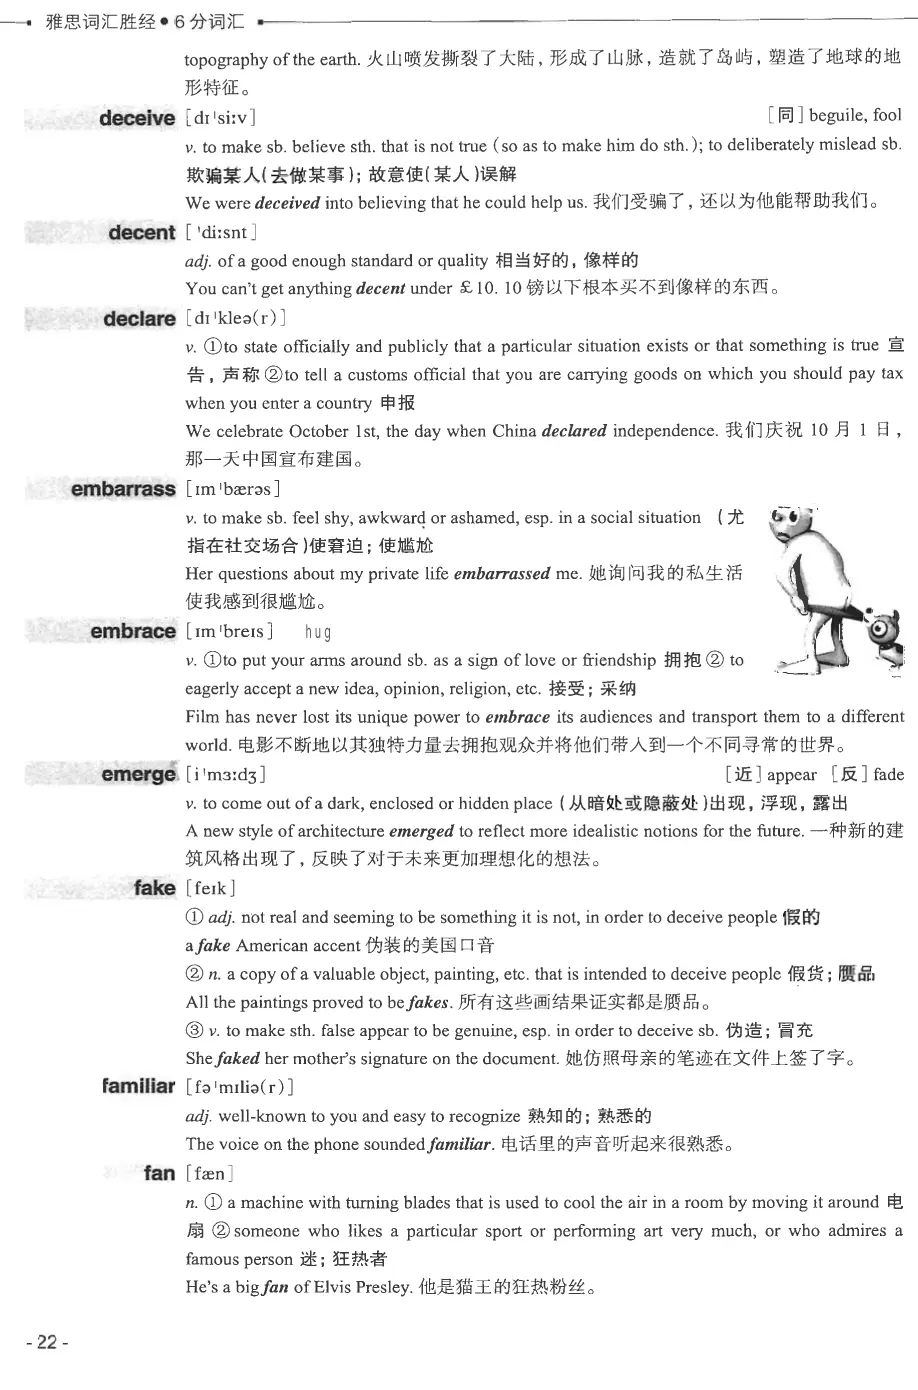 雅思词汇胜经●6分词汇
topography of the earth. 火山喷发撕裂了大陆，形成了山脉，造就了岛屿，塑造了地球的地
形特征。
deceive [dɪˈsiːv] [同] beguile, fool
v. to make sb. believe sth. that is not true (so as to make him do sth.); to deliberately mislead sb.
欺骗某人(去做某事)；故意使(某人)误解
We were deceived into believing that he could help us. 我们受骗了，还以为他能帮助我们。
decent [ˈdiːsnt]
adj. of a good enough standard or quality 相当好的，像样的
You can't get anything decent under £10. 10镑以下根本买不到像样的东西。
declare [dɪˈkleə(r)]
v. ①to state officially and publicly that a particular situation exists or that something is true 宣
告，声称 ②to tell a customs official that you are carrying goods on which you should pay tax
when you enter a country 申报
We celebrate October 1st, the day when China declared independence. 我们庆祝 10 月 1 日，
那一天中国宣布建国。
embarrass [ɪmˈbærəs]
v. to make sb. feel shy, awkward or ashamed, esp. in a social situation (尤
指在社交场合)使窘迫；使尴尬
Her questions about my private life embarrassed me. 她询问我的私生活
使我感到很尴尬。
embrace [ɪmˈbreɪs] hug
v. ①to put your arms around sb. as a sign of love or friendship 拥抱 ② to
eagerly accept a new idea, opinion, religion, etc. 接受；采纳
Film has never lost its unique power to embrace its audiences and transport them to a different
world. 电影不断地以其独特力量去拥抱观众并将他们带入到一个不同寻常的世界。
emerge [iˈmɜːdʒ] [近] appear [反] fade
v. to come out of a dark, enclosed or hidden place (从暗处或隐蔽处)出现，浮现，露出
A new style of architecture emerged to reflect more idealistic notions for the future. 一种新的建
筑风格出现了，反映了对于未来更加理想化的想法。
fake [feɪk]
① adj. not real and seeming to be something it is not, in order to deceive people 假的
a fake American accent 伪装的美国口音
② n. a copy of a valuable object, painting, etc. that is intended to deceive people 假货；赝品
All the paintings proved to be fakes. 所有这些画结果证实都是赝品。
③ v. to make sth. false appear to be genuine, esp. in order to deceive sb. 伪造；冒充
She faked her mother's signature on the document. 她仿照母亲的笔迹在文件上签了字。
familiar [fəˈmɪliə(r)]
adj. well-known to you and easy to recognize 熟知的；熟悉的
The voice on the phone sounded familiar. 电话里的声音听起来很熟悉。
fan [fæn]
n. ① a machine with turning blades that is used to cool the air in a room by moving it around 电
扇 ②someone who likes a particular sport or performing art very much, or who admires a
famous person 迷；狂热者
He's a big fan of Elvis Presley. 他是猫王的狂热粉丝。
- 22 -